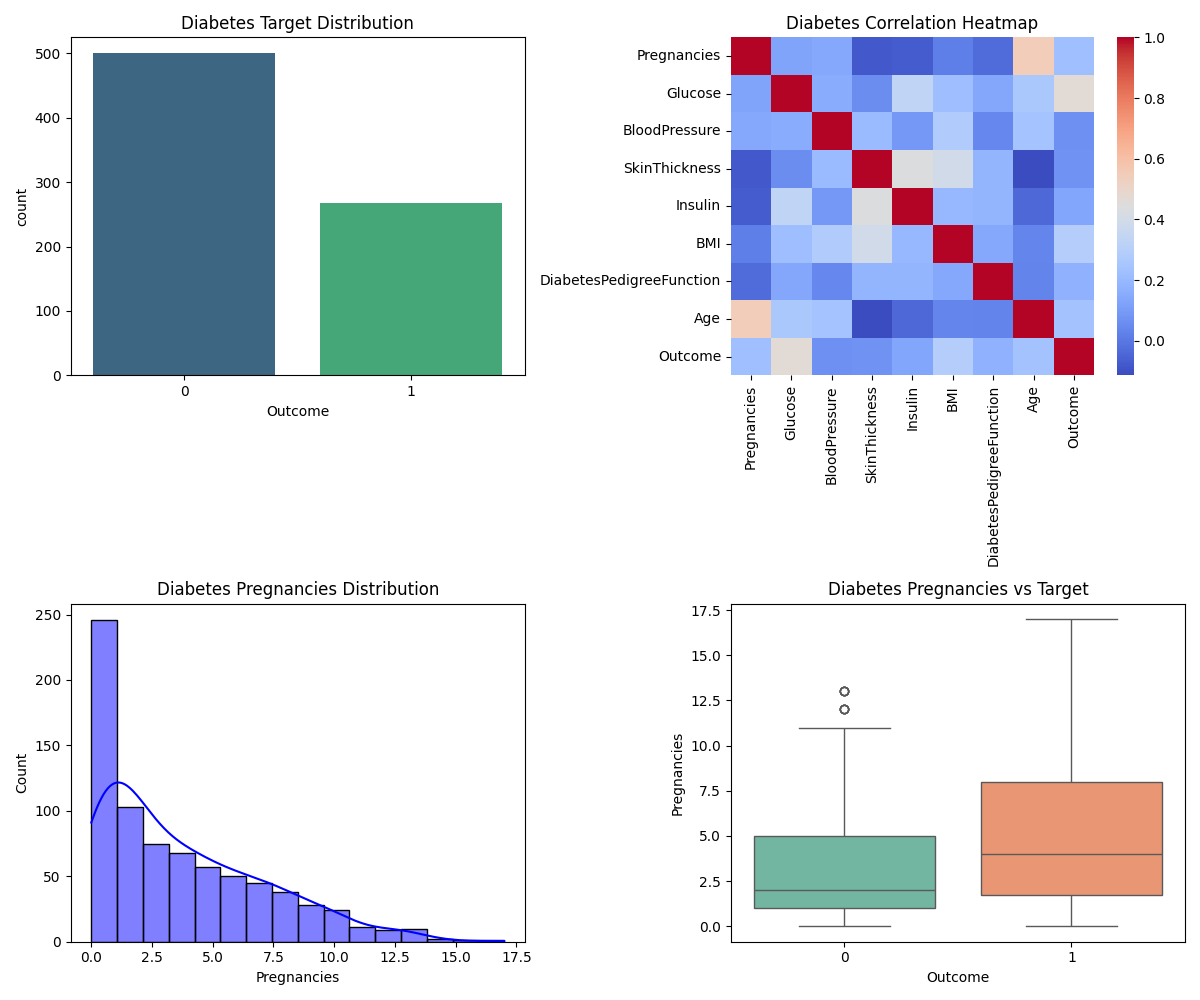 Diabetes Target Distribution
500
400
300
200
100
0
count
0
1
Outcome
Diabetes Correlation Heatmap
Pregnancies
Glucose
BloodPressure
SkinThickness
Insulin
BMI
DiabetesPedigreeFunction
Age
Outcome
Pregnancies
Glucose
BloodPressure
SkinThickness
Insulin
BMI
DiabetesPedigreeFunction
Age
Outcome
1.0
0.8
0.6
0.4
0.2
0.0
Diabetes Pregnancies Distribution
250
200
150
100
50
0
Count
0.0
2.5
5.0
7.5
10.0
12.5
15.0
17.5
Pregnancies
Diabetes Pregnancies vs Target
17.5
15.0
12.5
10.0
7.5
5.0
2.5
0.0
Pregnancies
0
1
Outcome